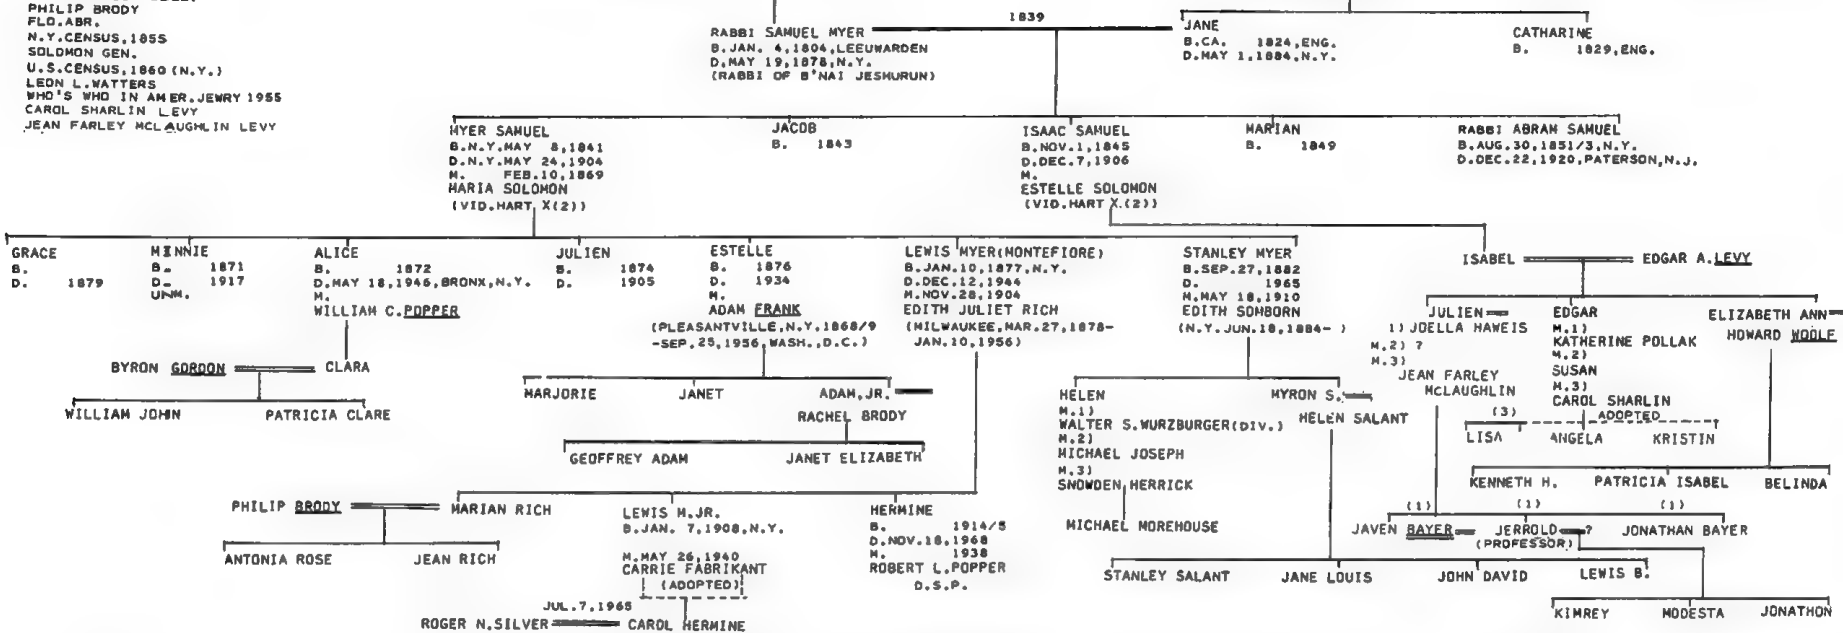 PHILIP BRODY
FLO.ABR.
N.Y.CENSUS,1855
SOLOMON GEN.
U.S.CENSUS,1860 (N.Y.)
LEON L.WATTERS
WHO'S WHO IN AMER.JEWRY 1955
CAROL SHARLIN LEVY
JEAN FARLEY MCLAUGHLIN LEVY
1839
RABBI SAMUEL MYER
B.JAN. 4,1804,LEEUWARDEN
D.MAY 19,1878,N.Y.
(RABBI OF B'NAI JESHURUN)
JANE
B.CA. 1824,ENG.
D.MAY 1,1884,N.Y.
CATHARINE
B. 1829,ENG.
MYER SAMUEL
B.N.Y.MAY 8,1841
D.N.Y.MAY 24,1904
M. FEB.10,1869
MARIA SOLOMON
(VID.HART X(2))
JACOB
B. 1843
ISAAC SAMUEL
B.NOV.1,1845
D.DEC.7,1906
M.
ESTELLE SOLOMON
(VID.HART X.(2))
MARIAN
B. 1849
RABBI ABRAM SAMUEL
B.AUG.30,1851/3,N.Y.
D.DEC.22,1920,PATERSON,N.J.
GRACE
B.
D. 1879
MINNIE
B. 1871
D. 1917
UNM.
ALICE
B. 1872
D.MAY 18,1946,BRONX,N.Y.
M.
WILLIAM C.POPPER
JULIEN
B. 1874
D. 1905
ESTELLE
B. 1876
D. 1934
M.
ADAM FRANK
(PLEASANTVILLE,N.Y.1868/9
-SEP.25,1956,WASH.,D.C.)
LEWIS MYER(MONTEFIORE)
B.JAN.10,1877,N.Y.
D.DEC.12,1944
M.NOV.28,1904
EDITH JULIET RICH
(MILWAUKEE,MAR.27,1878-
JAN.10,1956)
STANLEY MYER
B.SEP.27,1882
D. 1965
M.MAY 18,1910
EDITH SOMBORN
(N.Y.JUN.18,1884- )
ISABEL
EDGAR A.LEVY
JULIEN
1) JOELLA HAWEIS
M.2) ?
M.3)
JEAN FARLEY
MCLAUGHLIN
EDGAR
M.1)
KATHERINE POLLAK
M.2)
SUSAN
M.3)
CAROL SHARLIN
ELIZABETH ANN
HOWARD WOOLF
BYRON GORDON
CLARA
WILLIAM JOHN
PATRICIA CLARE
MARJORIE
JANET
ADAM,JR.
RACHEL BRODY
GEOFFREY ADAM
JANET ELIZABETH
HELEN
M.1)
WALTER S.WURZBURGER(DIV.)
M.2)
MICHAEL JOSEPH
M.3)
SNOWDEN HERRICK
MICHAEL MOREHOUSE
MYRON S.
HELEN SALANT
(3)
ADOPTED
LISA
ANGELA
KRISTIN
KENNETH H.
PATRICIA ISABEL
BELINDA
PHILIP BRODY
MARIAN RICH
ANTONIA ROSE
JEAN RICH
LEWIS M.JR.
B.JAN. 7,1908,N.Y.
M.MAY 26,1940
CARRIE FABRIKANT
(ADOPTED)
HERMINE
B. 1914/5
D.NOV.18,1968
M. 1938
ROBERT L.POPPER
D.S.P.
(1)
(1)
(1)
JAVEN BAYER
JERROLD
?
(PROFESSOR)
JONATHAN BAYER
STANLEY SALANT
JANE LOUIS
JOHN DAVID
LEWIS B.
JUL.7,1965
ROGER N.SILVER
CAROL HERMINE
KIMREY
MODESTA
JONATHON